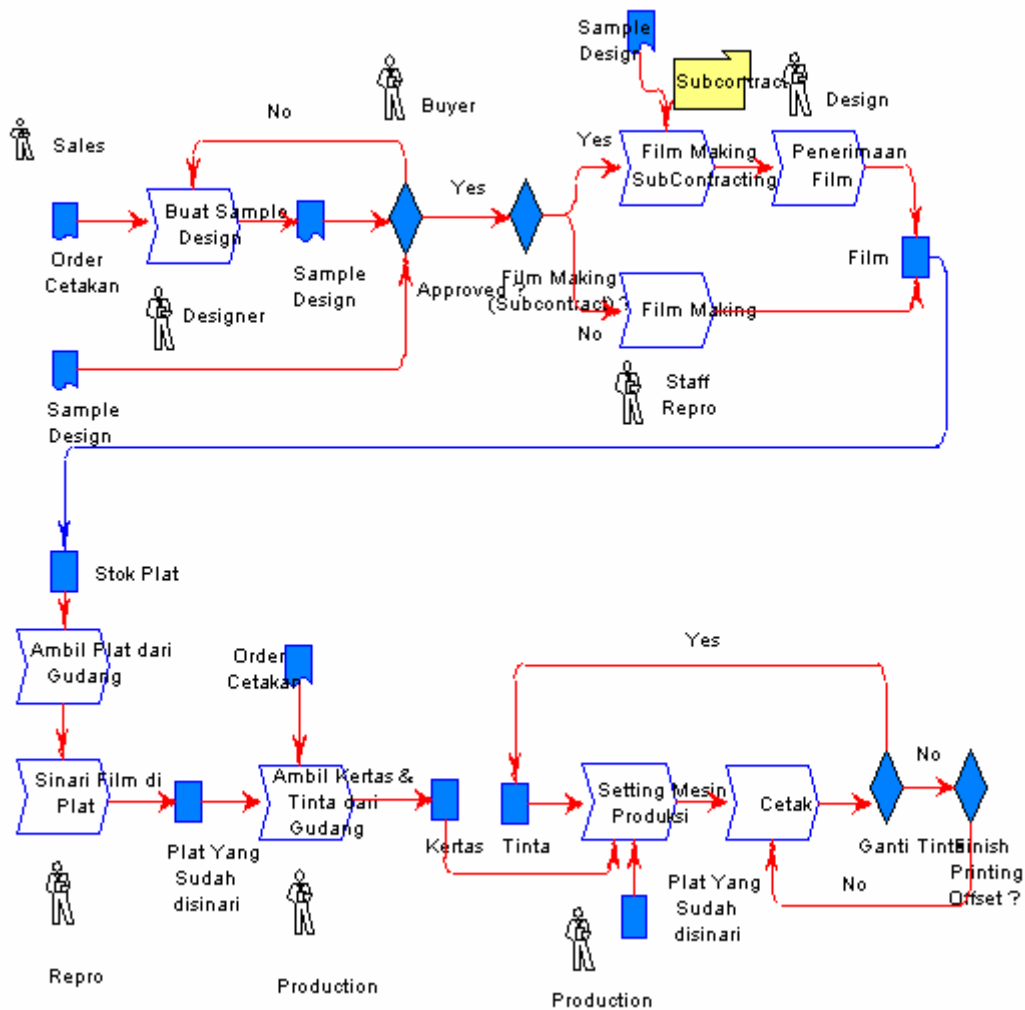 Sample
Design
Subcontract
Design
Buyer
No
Sales
Yes
Film Making
SubContracting
Penerimaan
Film
Yes
Buat Sample
Design
Order
Cetakan
Sample
Design
Approved ?
Film Making
(Subcontract) ?
Film
Film Making
No
Designer
Staff
Repro
Sample
Design
Stok Plat
Ambil Plat dari
Gudang
Order
Cetakan
Yes
Sinari Film di
Plat
Ambil Kertas &
Tinta dari
Gudang
Setting Mesin
Produksi
Cetak
No
Plat Yang
Sudah
disinari
Kertas
Tinta
Ganti Tinta
Finish
Printing
Offset ?
No
Plat Yang
Sudah
disinari
Repro
Production
Production